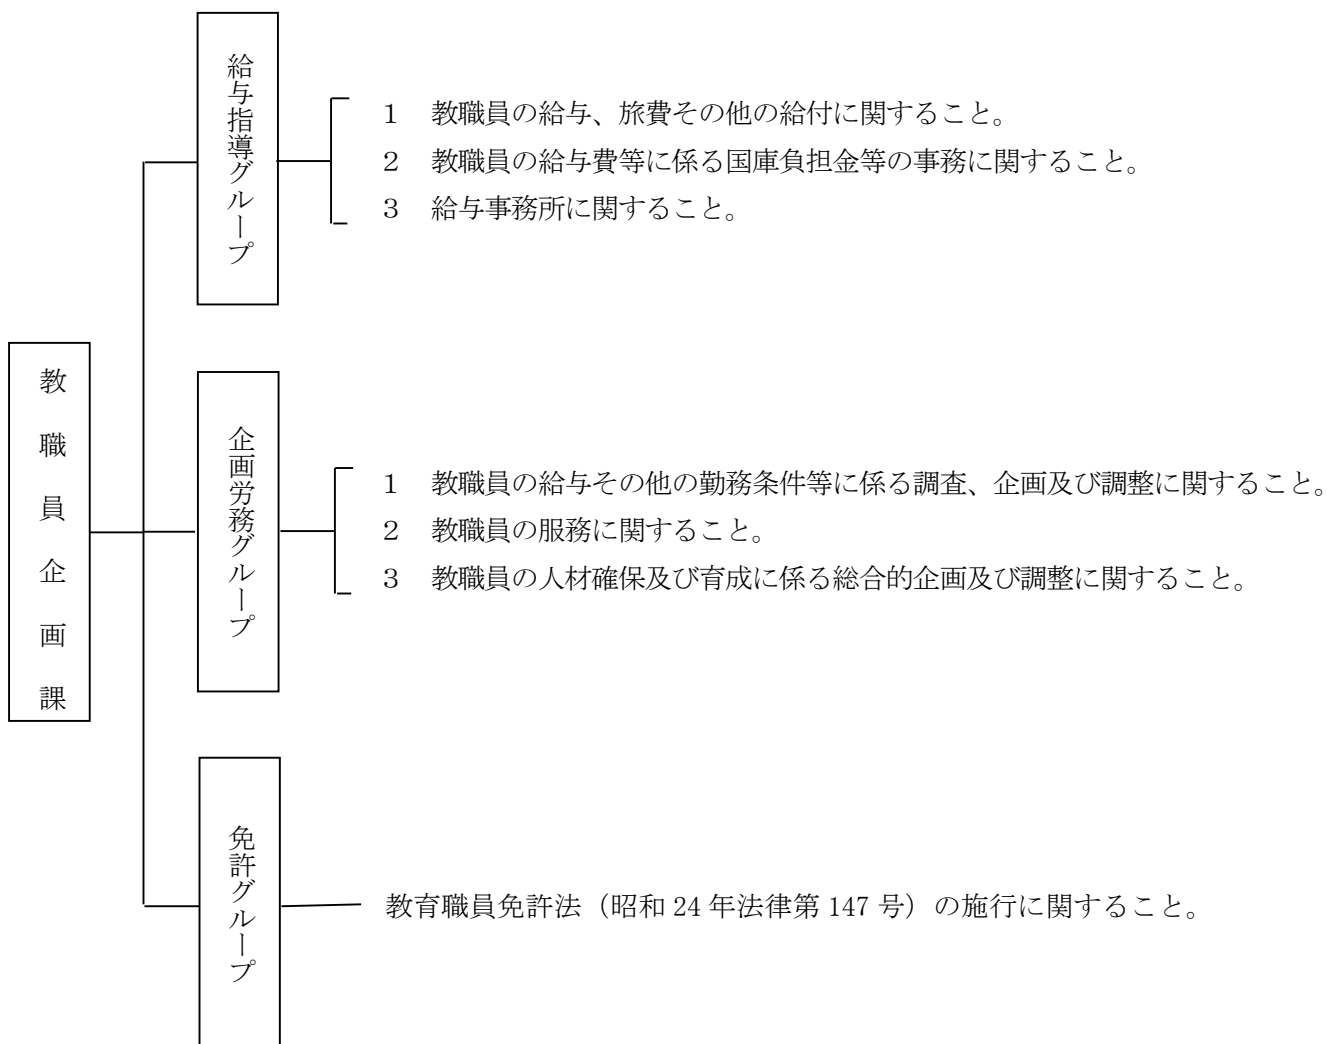 教職員企画課
給与指導グループ
1 教職員の給与、旅費その他の給付に関すること。
2 教職員の給与費等に係る国庫負担金等の事務に関すること。
3 給与事務所に関すること。
企画労務グループ
1 教職員の給与その他の勤務条件等に係る調査、企画及び調整に関すること。
2 教職員の服務に関すること。
3 教職員の人材確保及び育成に係る総合的企画及び調整に関すること。
免許グループ
教育職員免許法（昭和 24 年法律第 147 号）の施行に関すること。